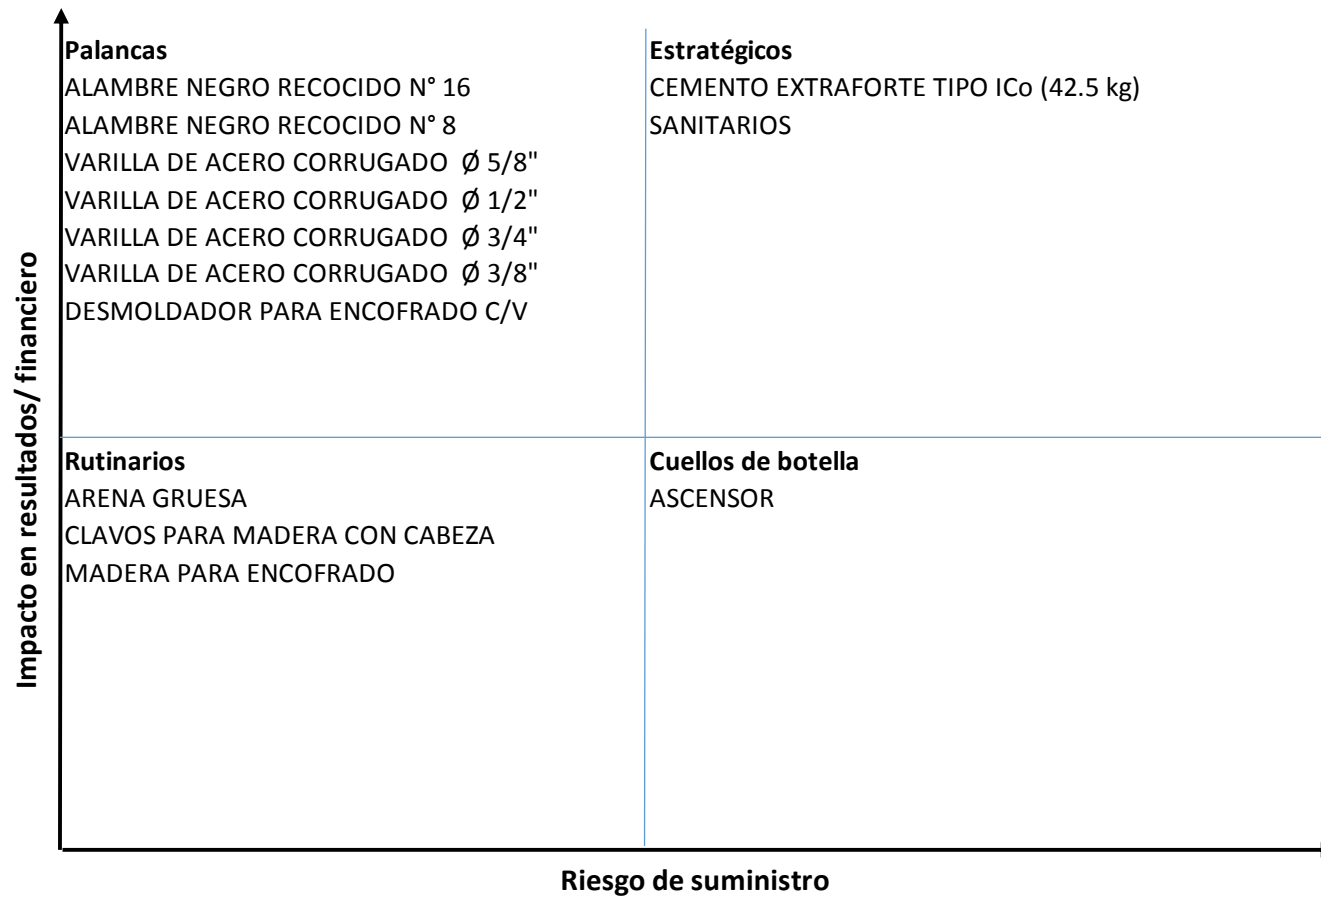 Impacto en resultados/ financiero
Palancas
ALAMBRE NEGRO RECOCIDO N° 16
ALAMBRE NEGRO RECOCIDO N° 8
VARILLA DE ACERO CORRUGADO Ø 5/8"
VARILLA DE ACERO CORRUGADO Ø 1/2"
VARILLA DE ACERO CORRUGADO Ø 3/4"
VARILLA DE ACERO CORRUGADO Ø 3/8"
DESMOLDADOR PARA ENCOFRADO C/V
Estratégicos
CEMENTO EXTRAFORTE TIPO ICo (42.5 kg)
SANITARIOS
Rutinarios
ARENA GRUESA
CLAVOS PARA MADERA CON CABEZA
MADERA PARA ENCOFRADO
Cuellos de botella
ASCENSOR
Riesgo de suministro